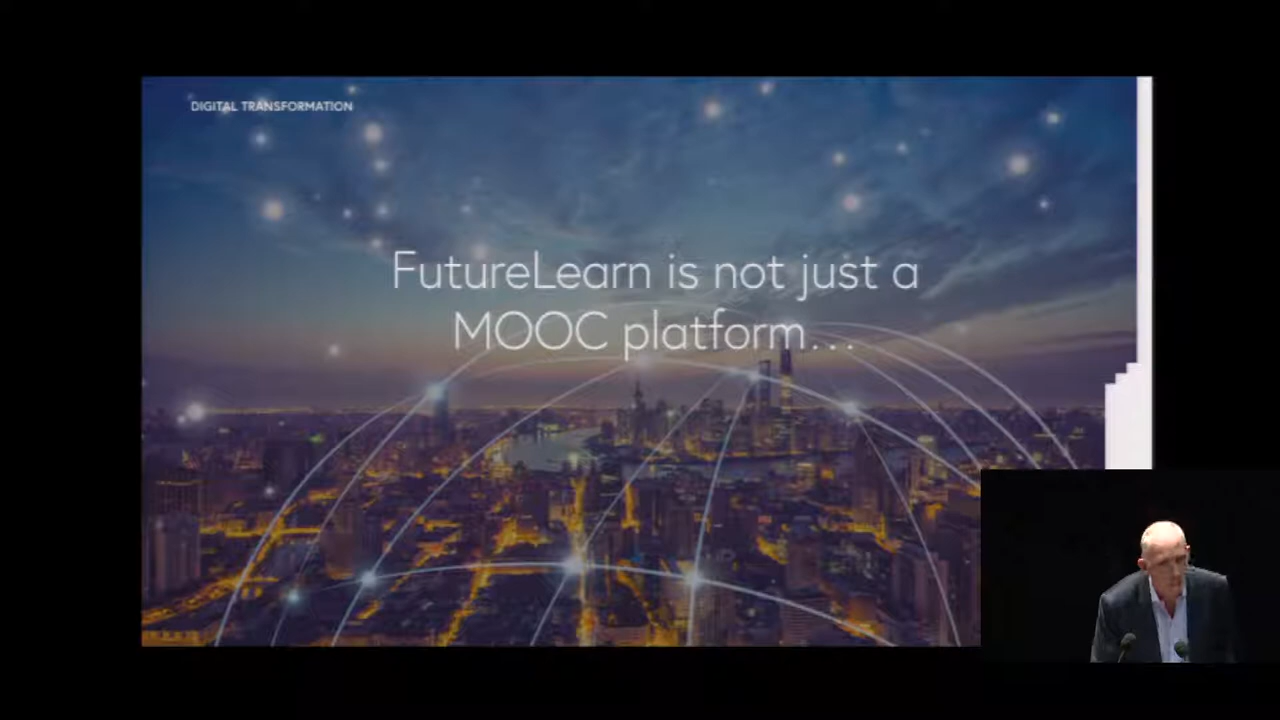 DIGITAL TRANSFORMATION
FutureLearn is not just a
MOOC platform...